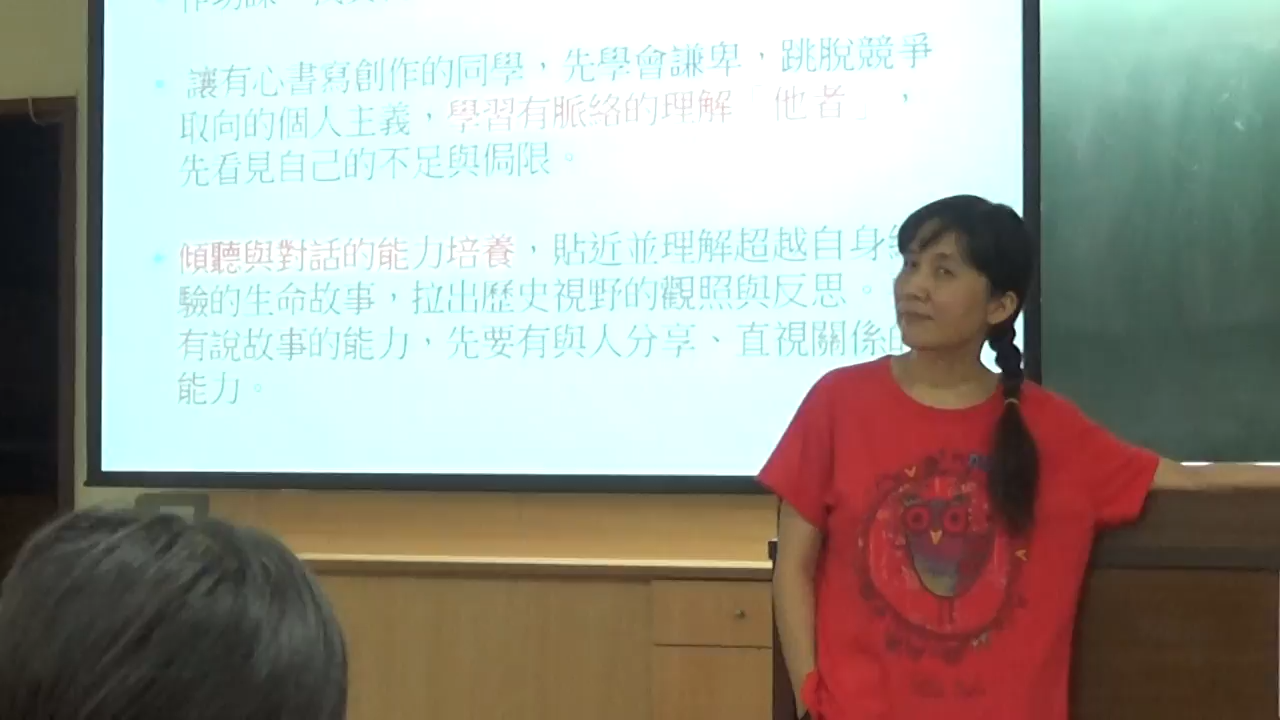 讓有心書寫創作的同學，先學會謙卑，跳脫競爭
取向的個人主義，學習有脈絡的理解「他者」，
先看見自己的不足與侷限。
傾聽與對話的能力培養，貼近並理解超越自身
驗的生命故事，拉出歷史視野的觀照與反思。
有說故事的能力，先要有與人分享、直視關係的
能力。